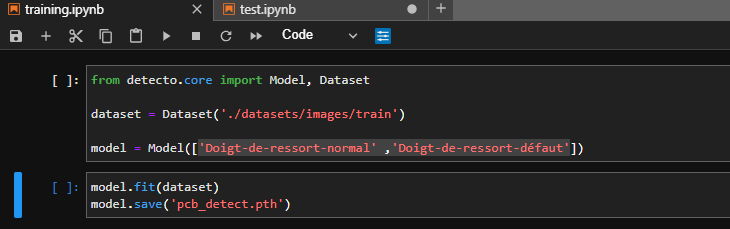 training.ipynb
test.ipynb
Code
[ ]:
from detecto.core import Model, Dataset
dataset = Dataset('./datasets/images/train')
model = Model(['Doigt-de-ressort-normal' ,'Doigt-de-ressort-défaut'])
[ ]:
model.fit(dataset)
model.save('pcb_detect.pth')